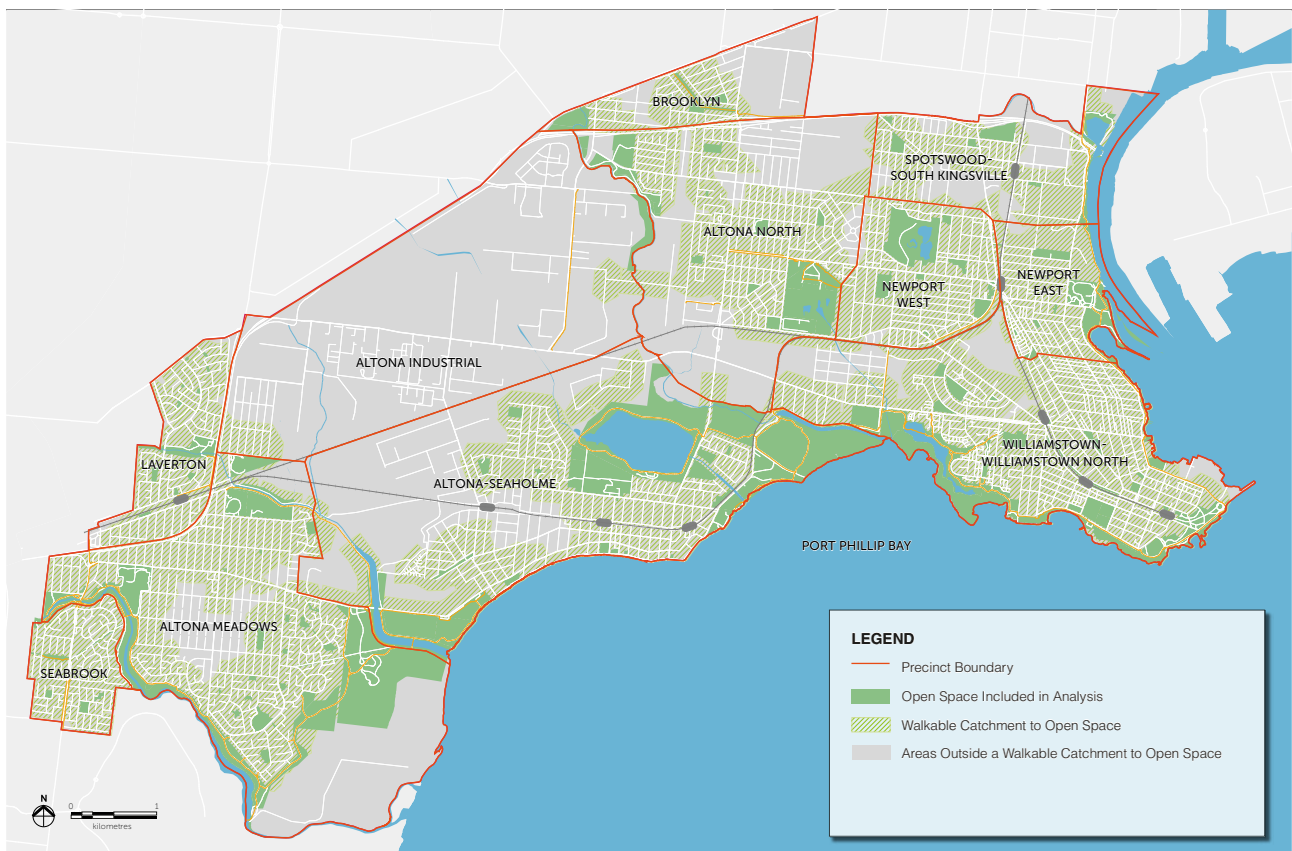 BROOKLYN
SPOTSWOOD-
SOUTH KINGSVILLE
ALTONA NORTH
NEWPORT
EAST
NEWPORT
WEST
ALTONA INDUSTRIAL
WILLIAMSTOWN-
WILLIAMSTOWN NORTH
LAVERTON
ALTONA-SEAHOLME
PORT PHILLIP BAY
ALTONA MEADOWS
SEABROOK
LEGEND
Precinct Boundary
Open Space Included in Analysis
Walkable Catchment to Open Space
Areas Outside a Walkable Catchment to Open Space
N
0 1
kilometres